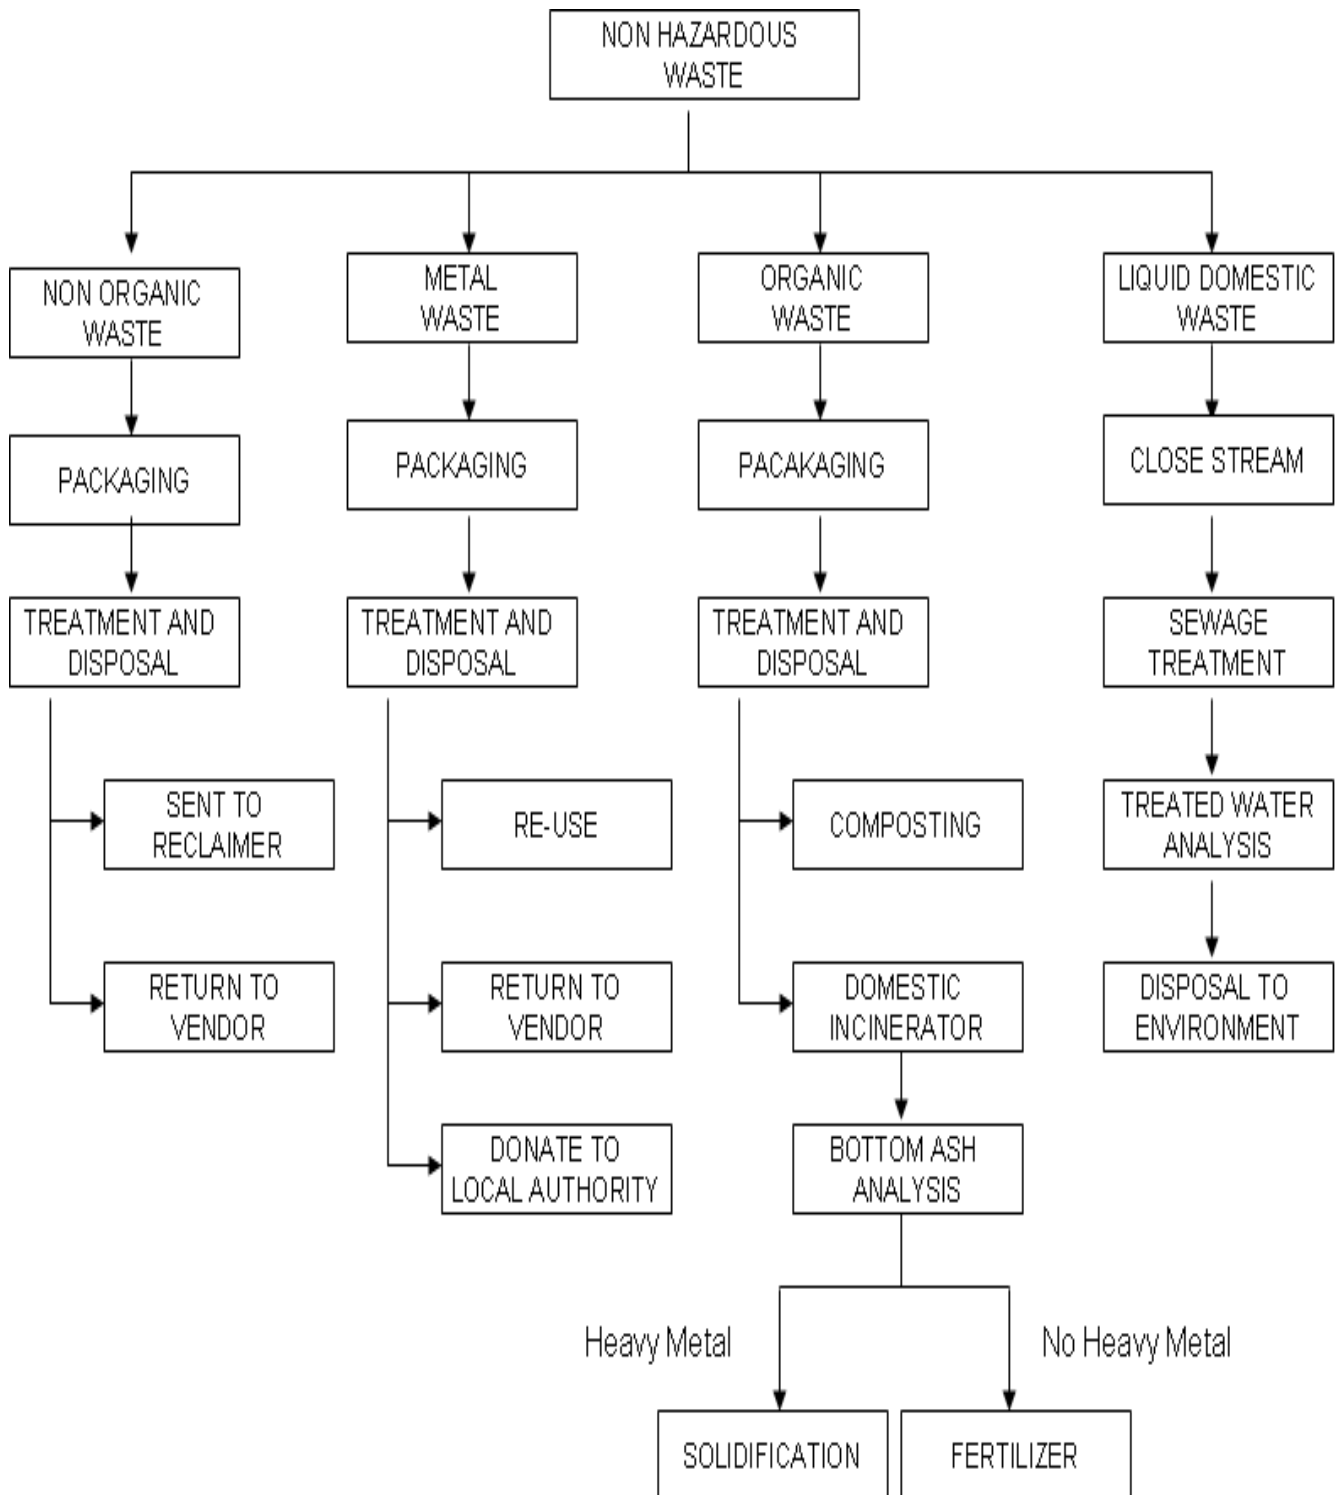 NON HAZARDOUS
WASTE
NON ORGANIC
WASTE
METAL
WASTE
ORGANIC
WASTE
LIQUID DOMESTIC
WASTE
PACKAGING
PACKAGING
PACAKAGING
CLOSE STREAM
TREATMENT AND
DISPOSAL
TREATMENT AND
DISPOSAL
TREATMENT AND
DISPOSAL
SEWAGE
TREATMENT
SENT TO
RECLAIMER
RE-USE
COMPOSTING
TREATED WATER
ANALYSIS
RETURN TO
VENDOR
RETURN TO
VENDOR
DOMESTIC
INCINERATOR
DISPOSAL TO
ENVIRONMENT
DONATE TO
LOCAL AUTHORITY
BOTTOM ASH
ANALYSIS
Heavy Metal
No Heavy Metal
SOLIDIFICATION
FERTILIZER